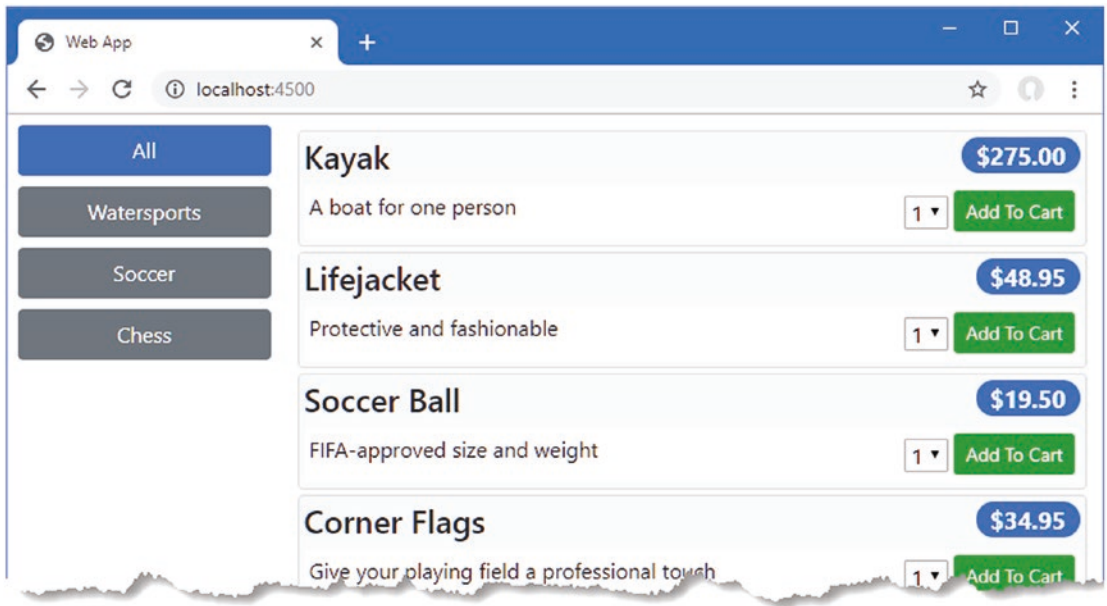 Web App
localhost:4500
All
Watersports
Soccer
Chess
Kayak $275.00
A boat for one person 1 Add To Cart
Lifejacket $48.95
Protective and fashionable 1 Add To Cart
Soccer Ball $19.50
FIFA-approved size and weight 1 Add To Cart
Corner Flags $34.95
Give your playing field a professional touch 1 Add To Cart